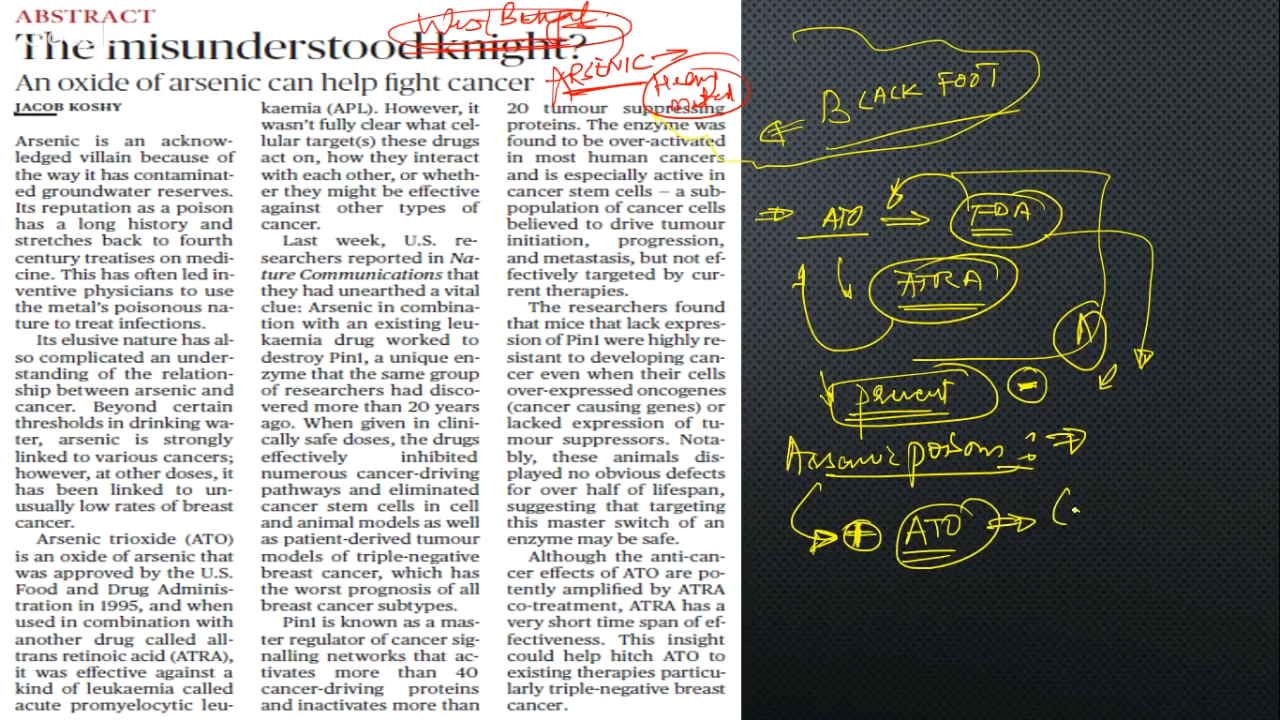 ABSTRACT
The misunderstood knight?
An oxide of arsenic can help fight cancer
JACOB KOSHY
Arsenic is an acknow-
ledged villain because of
the way it has contaminat-
ed groundwater reserves.
Its reputation as a poison
has a long history and
stretches back to fourth
century treatises on medi-
cine. This has often led in-
ventive physicians to use
the metal's poisonous na-
ture to treat infections.
Its elusive nature has al-
so complicated an under-
standing of the relation-
ship between arsenic and
cancer. Beyond certain
thresholds in drinking wa-
ter, arsenic is strongly
linked to various cancers;
however, at other doses, it
has been linked to un-
usually low rates of breast
cancer.
Arsenic trioxide (ATO)
is an oxide of arsenic that
was approved by the U.S.
Food and Drug Adminis-
tration in 1995, and when
used in combination with
another drug called all-
trans retinoic acid (ATRA),
it was effective against a
kind of leukaemia called
acute promyelocytic leu-
kaemia (APL). However, it
wasn't fully clear what cel-
lular target(s) these drugs
act on, how they interact
with each other, or wheth-
er they might be effective
against other types of
cancer.
Last week, U.S. re-
searchers reported in Na-
ture Communications that
they had unearthed a vital
clue: Arsenic in combina-
tion with an existing leu-
kaemia drug worked to
destroy Pin1, a unique en-
zyme that the same group
of researchers had disco-
vered more than 20 years
ago. When given in clini-
cally safe doses, the drugs
effectively inhibited
numerous cancer-driving
pathways and eliminated
cancer stem cells in cell
and animal models as well
as patient-derived tumour
models of triple-negative
breast cancer, which has
the worst prognosis of all
breast cancer subtypes.
Pin1 is known as a mas-
ter regulator of cancer sig-
nalling networks that ac-
tivates more than 40
cancer-driving proteins
and inactivates more than
20 tumour suppressing
proteins. The enzyme was
found to be over-activated
in most human cancers
and is especially active in
cancer stem cells – a sub-
population of cancer cells
believed to drive tumour
initiation, progression,
and metastasis, but not ef-
fectively targeted by cur-
rent therapies.
The researchers found
that mice that lack expres-
sion of Pin1 were highly re-
sistant to developing can-
cer even when their cells
over-expressed oncogenes
(cancer causing genes) or
lacked expression of tu-
mour suppressors. Nota-
bly, these animals dis-
played no obvious defects
for over half of lifespan,
suggesting that targeting
this master switch of an
enzyme may be safe.
Although the anti-can-
cer effects of ATO are po-
tently amplified by ATRA
co-treatment, ATRA has a
very short time span of ef-
fectiveness. This insight
could help hitch ATO to
existing therapies particu-
larly triple-negative breast
cancer.
West Bengal
ARSENIC
Heavy
metal
BLACK FOOT
ATO FDA
ATRA
prevent -
Arsenic poisons :
+ ATO (